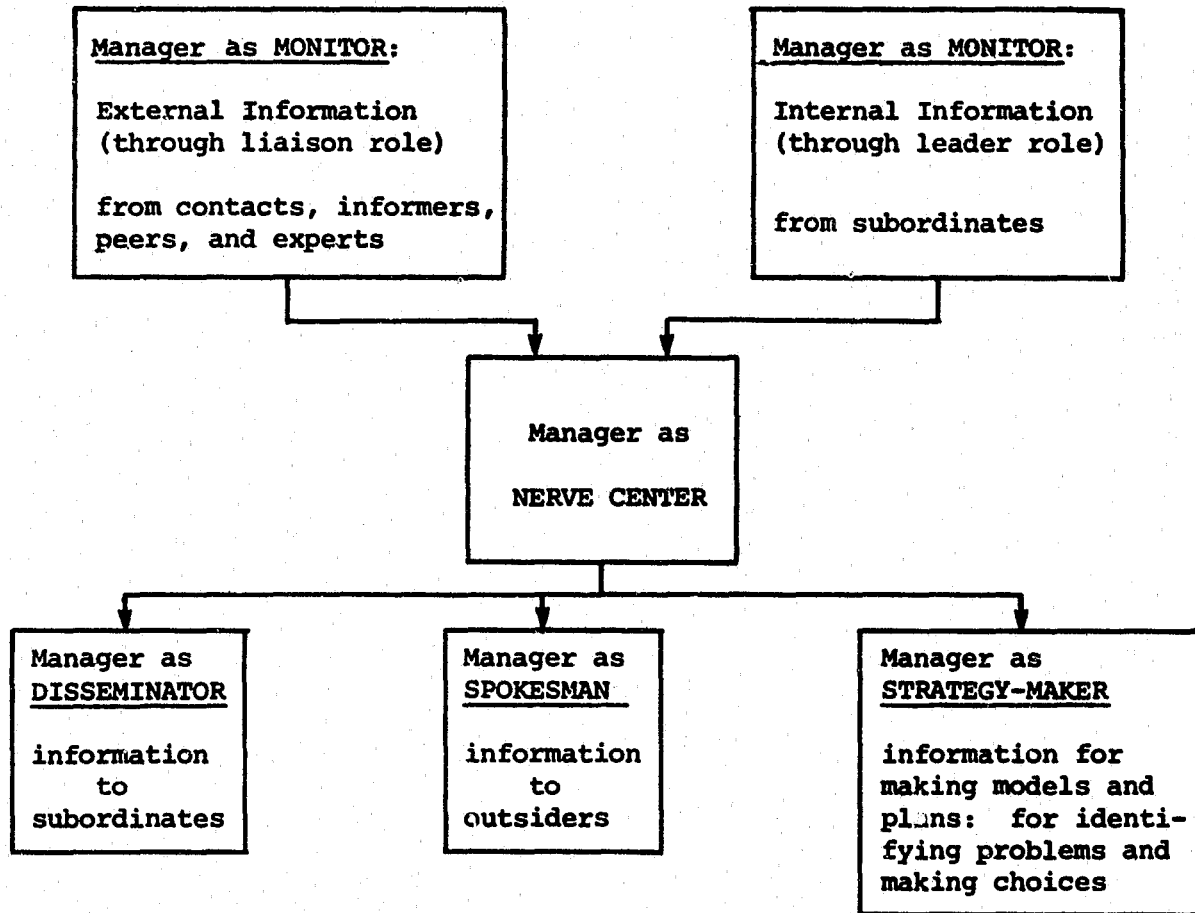 Manager as MONITOR:
External Information
(through liaison role)
from contacts, informers,
peers, and experts
Manager as MONITOR:
Internal Information
(through leader role)
from subordinates
Manager as
NERVE CENTER
Manager as
DISSEMINATOR
information
to
subordinates
Manager as
SPOKESMAN
information
to
outsiders
Manager as
STRATEGY-MAKER
information for
making models and
plans: for identi-
fying problems and
making choices